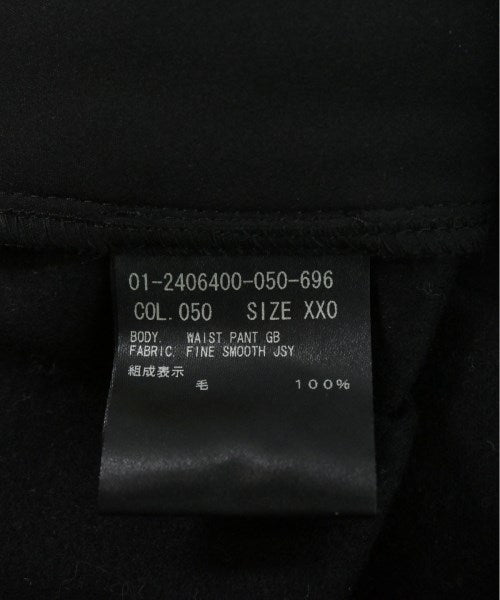 01-2406400-050-696
COL.050 SIZE XXO
BODY. WAIST PANT GB
FABRIC. FINE SMOOTH JSY
組成表示
毛 100%